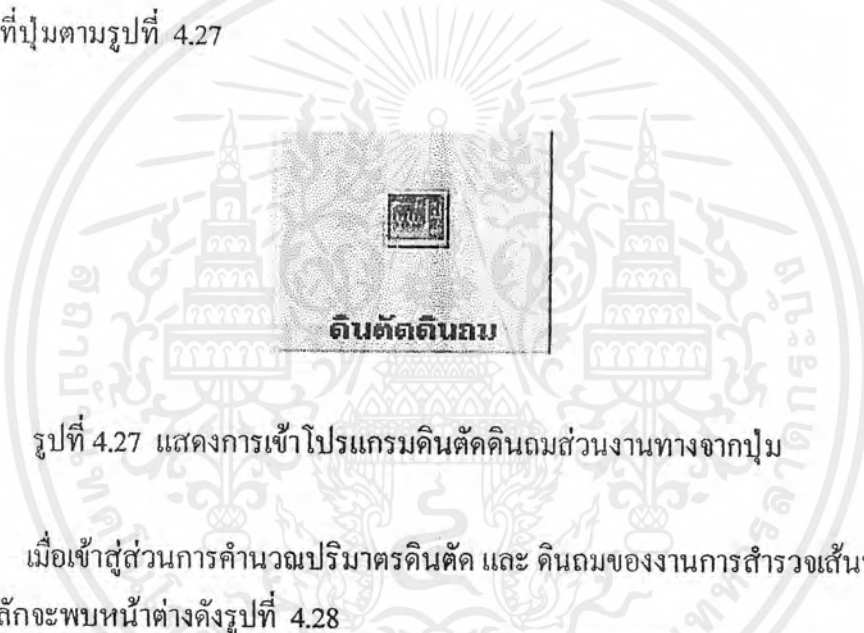 ที่ปุ่มตามรูปที่ 4.27
ดินตัดดินถม
รูปที่ 4.27 แสดงการเข้าโปรแกรมดินตัดดินถมส่วนงานทางจากปุ่ม
เมื่อเข้าสู่ส่วนการคำนวณปริมาตรดินตัด และ ดินถมของงานการสำรวจเส้น
ลักจะพบหน้าต่างดังรูปที่ 4.28